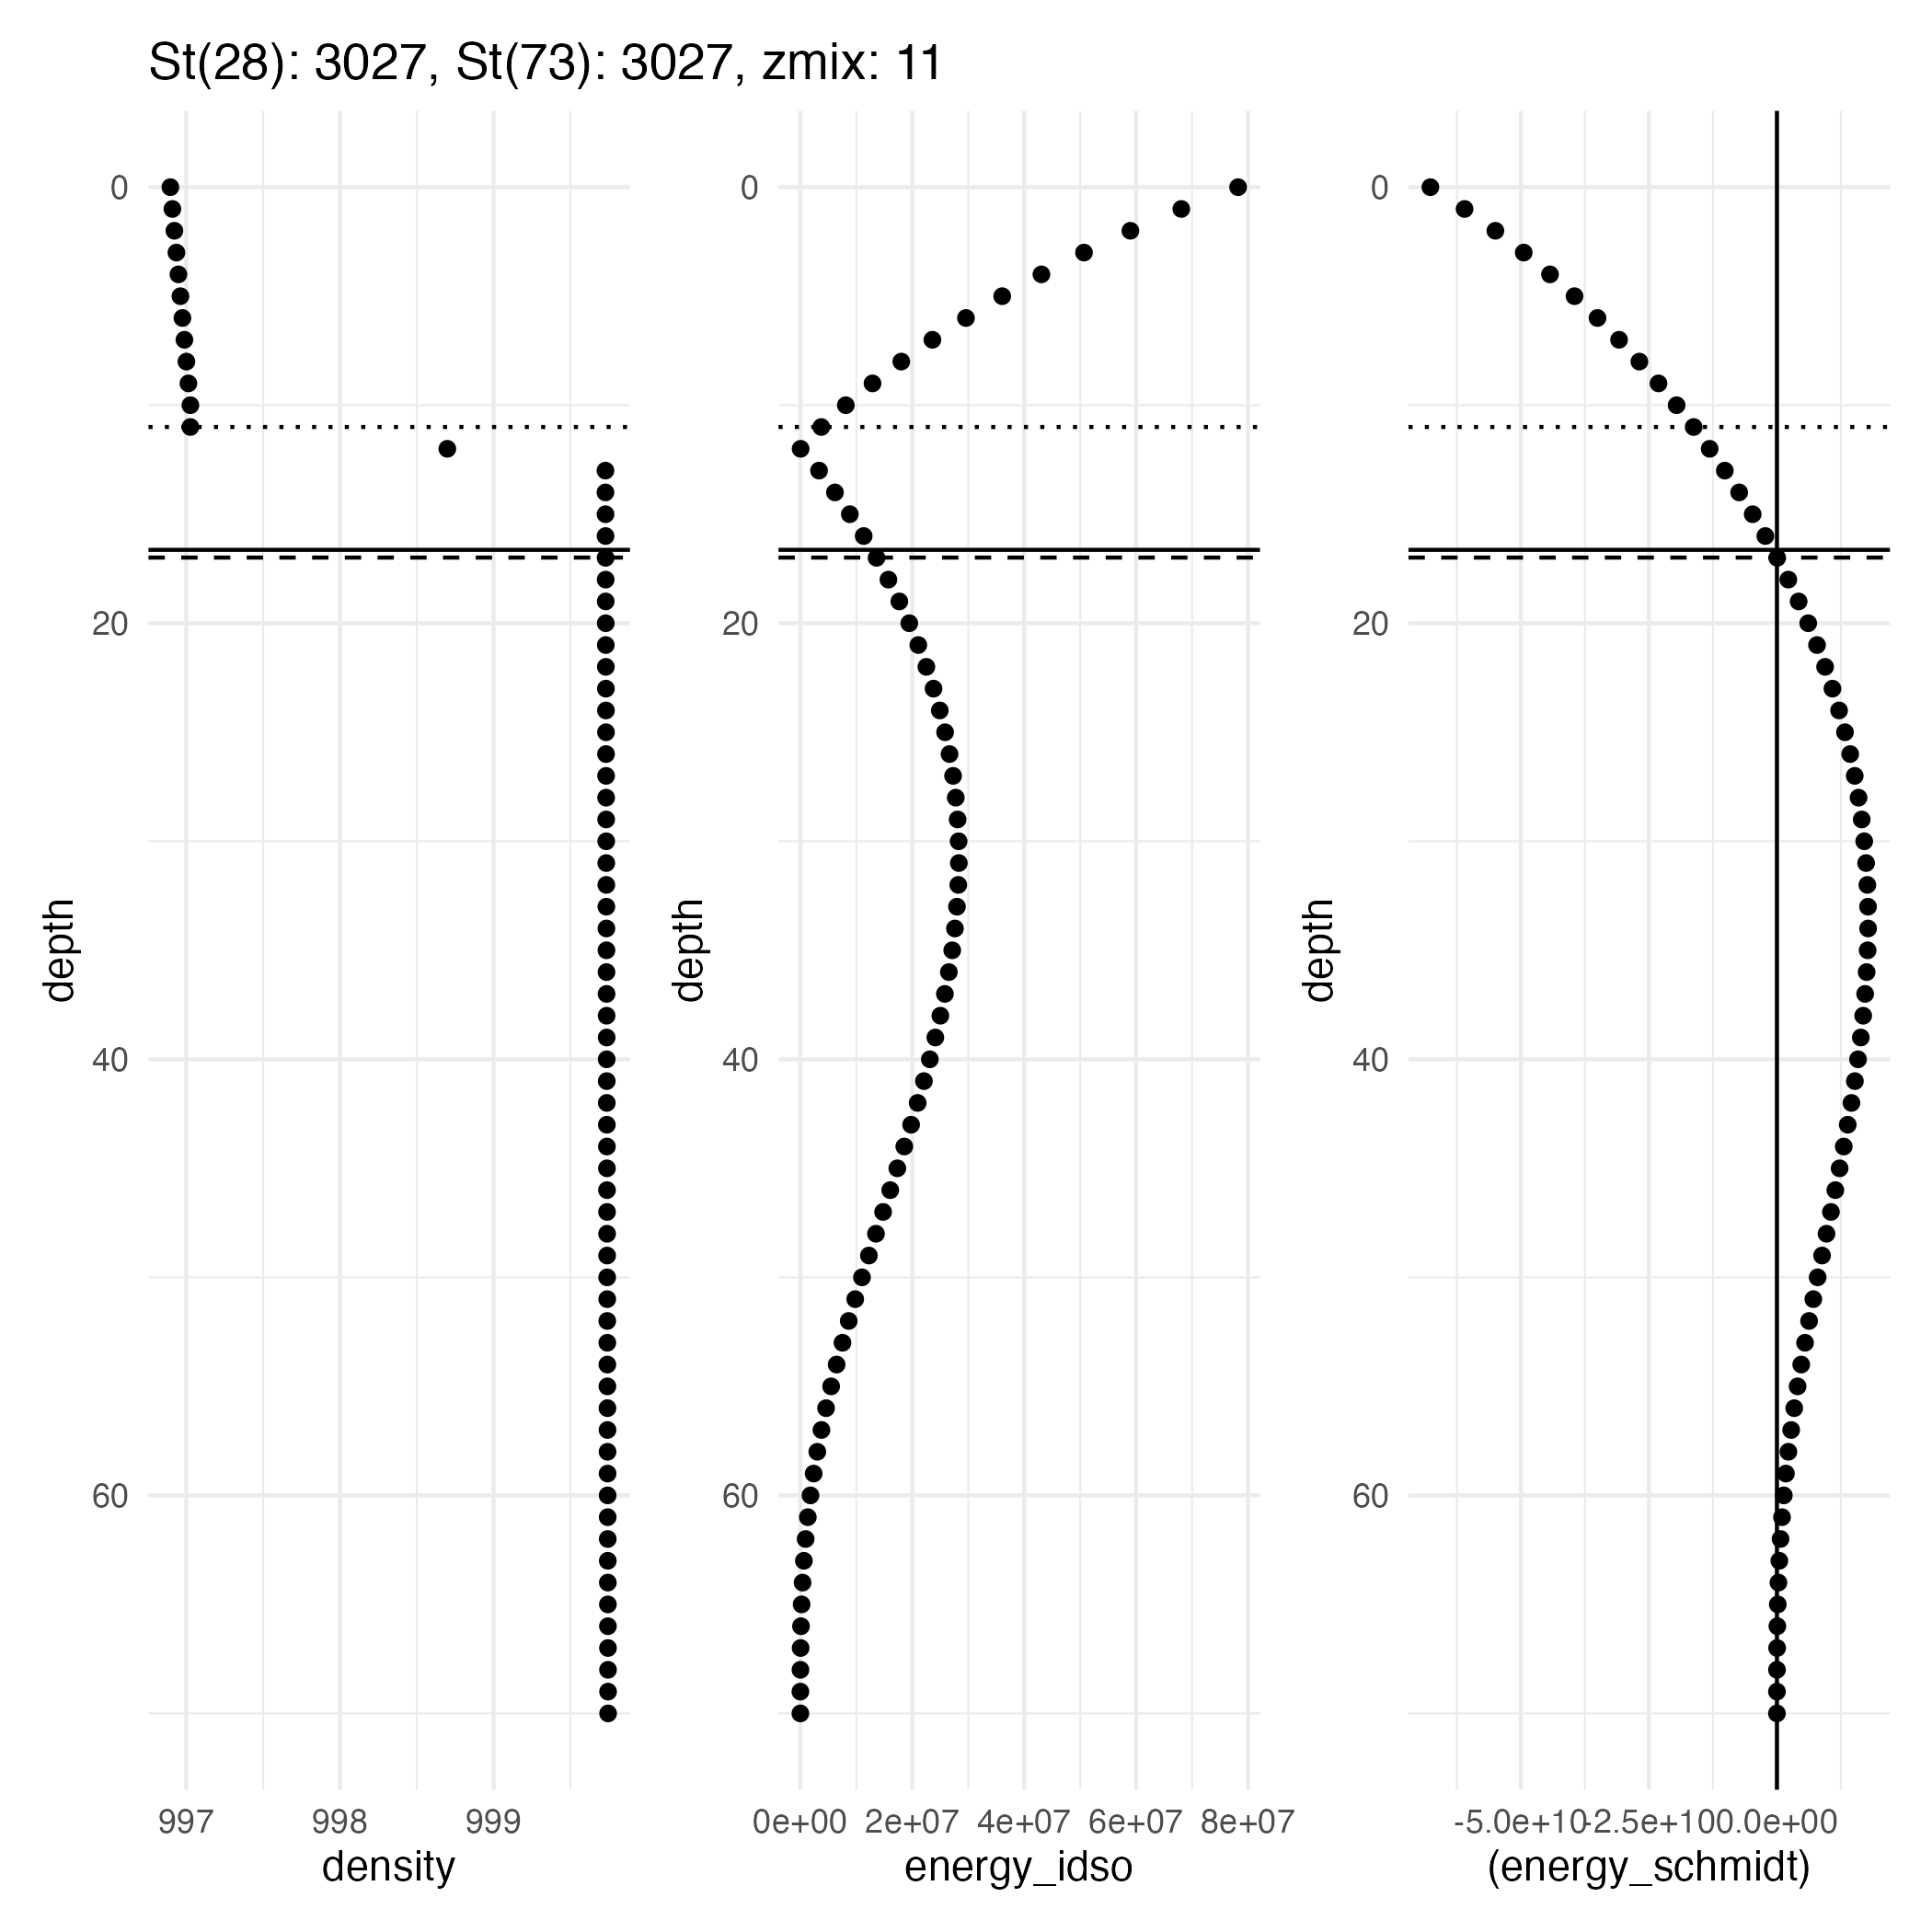 St(28): 3027, St(73): 3027, zmix: 11
0
20
40
60
depth
997 998 999
density
0
20
40
60
depth
0e+00 2e+07 4e+07 6e+07 8e+07
energy_idso
0
20
40
60
depth
-5.0e+10 -2.5e+10 0.0e+00
(energy_schmidt)